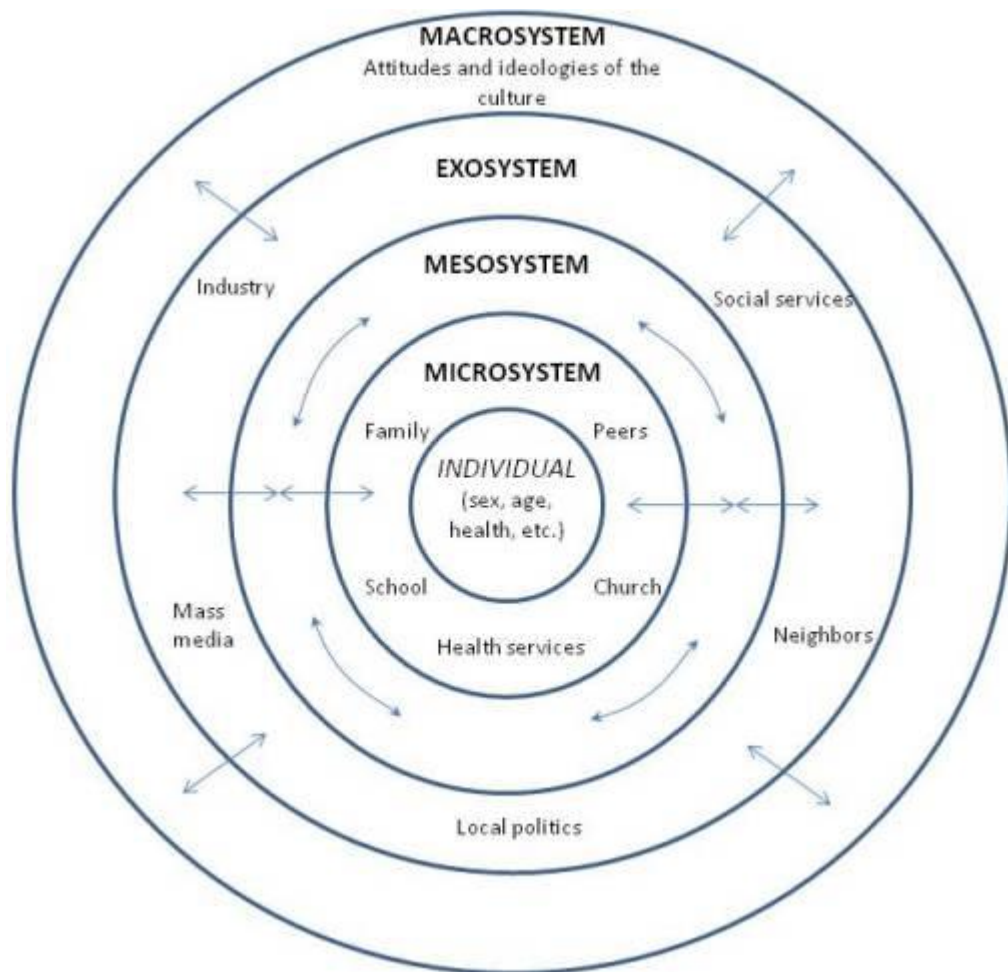 MACROSYSTEM
Attitudes and ideologies of the
culture
EXOSYSTEM
MESOSYSTEM
Industry
Social services
MICROSYSTEM
Family
Peers
INDIVIDUAL
(sex, age,
health, etc.)
School
Church
Mass
media
Neighbors
Health services
Local politics